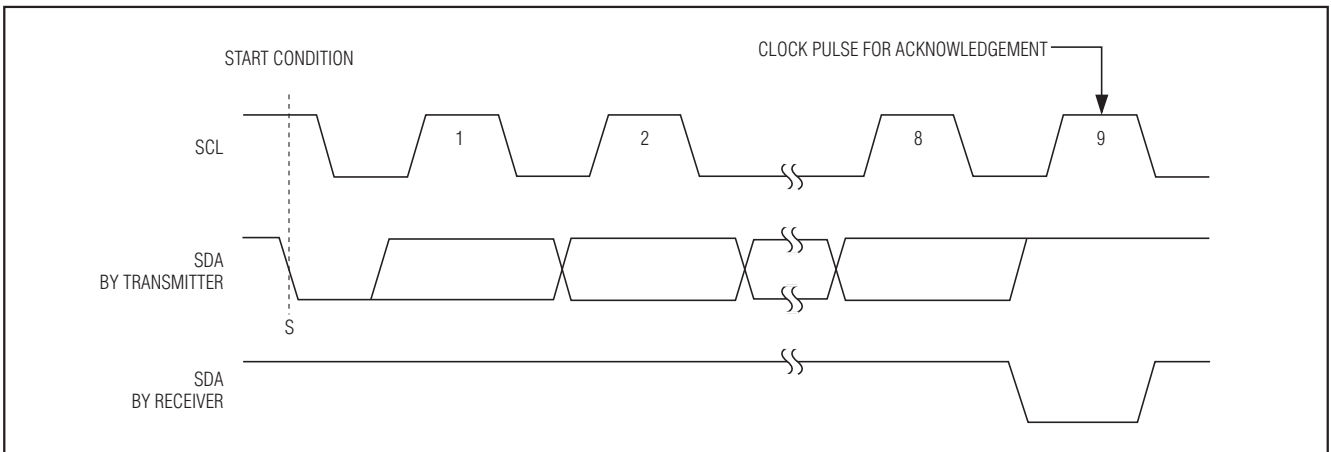 START CONDITION
CLOCK PULSE FOR ACKNOWLEDGEMENT
SCL
1
2
8
9
SDA
BY TRANSMITTER
S
SDA
BY RECEIVER